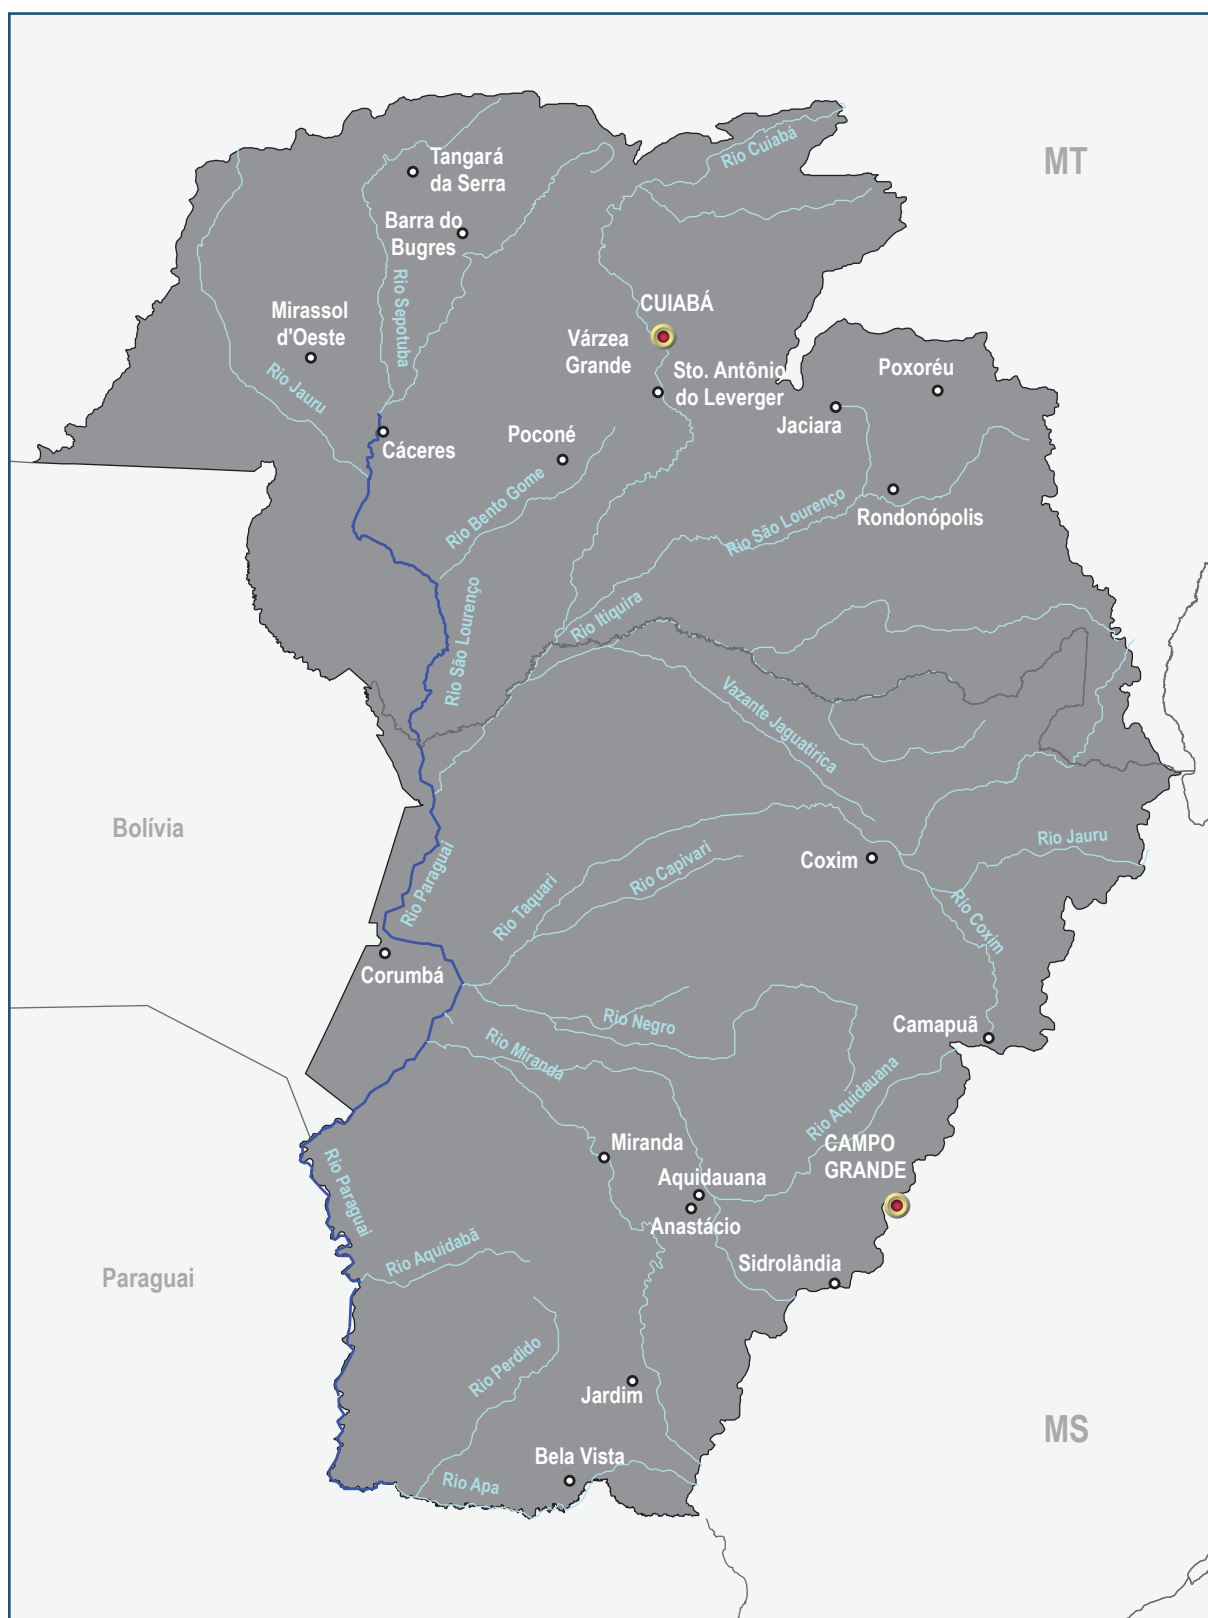 Rio Cuiabá
MT
Tangará
da Serra
Barra do
Bugres
Rio Sepotuba
Mirassol
d'Oeste
CUIABÁ
Várzea
Grande
Sto. Antônio
do Leverger
Poxoréu
Rio Jauru
Jaciara
Cáceres
Poconé
Rio Bento Gome
Rio São Lourenço
Rondonópolis
Rio São Lourenço
Rio Itiquira
Vazante Jaguatirica
Bolívia
Rio Jauru
Coxim
Rio Paraguai
Rio Capivari
Rio Taquari
Rio Coxim
Corumbá
Rio Negro
Camapuã
Rio Miranda
Rio Aquidauana
Miranda
CAMPO
GRANDE
Aquidauana
Anastácio
Rio Paraguai
Rio Aquidabã
Sidrolândia
Paraguai
Rio Perdido
Jardim
MS
Bela Vista
Rio Apa